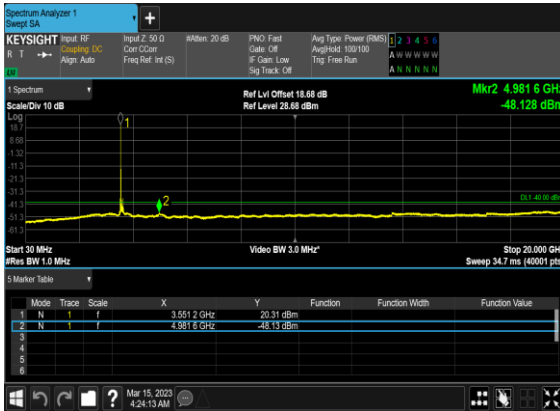 Spectrum Analyzer 1
Swept SA
+
KEYSIGHT Input: RF Input Z: 50 Ω #Atten: 20 dB PNO: Fast Avg Type: Power (RMS) 1 2 3 4 5 6
R T Coupling: DC Corr CCorr Gate: Off Avg|Hold: 100/100 A W W W W W
Align: Auto Freq Ref: Int (S) IF Gain: Low Trig: Free Run
Sig Track: Off A N N N N N
1 Spectrum
Scale/Div 10 dB
Ref Lvl Offset 18.68 dB
Ref Level 28.68 dBm
Mkr2 4.981 6 GHz
-48.128 dBm
Log
18.7
8.68
-1.32
-11.3
-21.3
-31.3
-41.3
-51.3
-61.3
1
2
DL1 -40.00 dBm
Start 30 MHz
#Res BW 1.0 MHz
Video BW 3.0 MHz*
Stop 20.000 GHz
Sweep 34.7 ms (40001 pts)
5 Marker Table
Mode Trace Scale X Y Function Function Width Function Value
1 N 1 f 3.551 2 GHz 20.31 dBm
2 N 1 f 4.981 6 GHz -48.13 dBm
3
4
5
6
?
Mar 15, 2023
4:24:13 AM